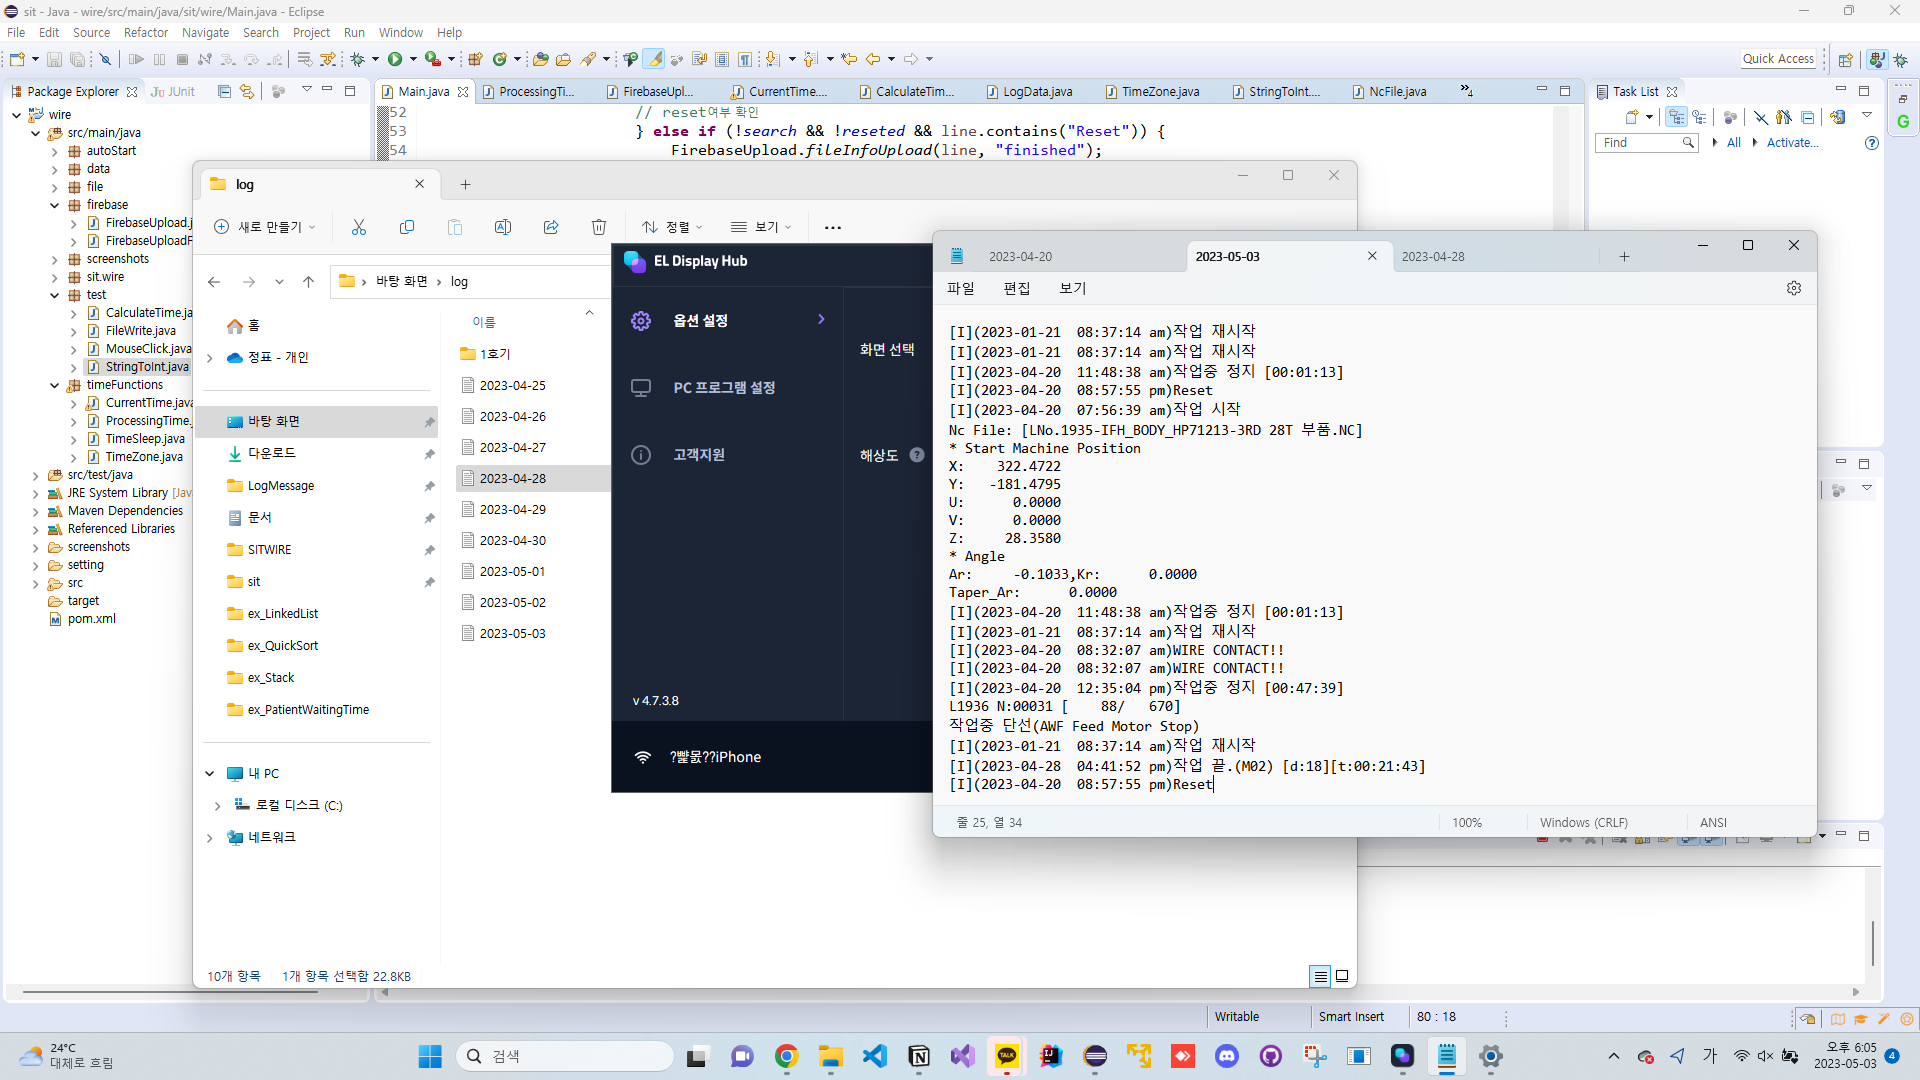 sit - Java - wire/src/main/java/sit/wire/Main.java - Eclipse
File Edit Source Refactor Navigate Search Project Run Window Help
Quick Access
Package Explorer JUnit
Main.java ProcessingTi... FirebaseUpl... CurrentTime.... CalculateTim... LogData.java TimeZone.java StringToInt.... NcFile.java »4
Task List
Find All Activate...
52 // reset여부 확인
53 } else if (!search && !reseted && line.contains("Reset")) {
54 FirebaseUpload.fileInfoUpload(line, "finished");
wire
src/main/java
autoStart
data
file
firebase
FirebaseUpload.j
FirebaseUploadF
screenshots
sit.wire
test
CalculateTime.ja
FileWrite.java
MouseClick.java
StringToInt.java
timeFunctions
CurrentTime.java
ProcessingTime.
TimeSleep.java
TimeZone.java
src/test/java
JRE System Library [Jav
Maven Dependencies
Referenced Libraries
screenshots
setting
src
target
pom.xml
log
새로 만들기
정렬
보기
바탕 화면 › log
홈
정표 - 개인
바탕 화면
다운로드
LogMessage
문서
SITWIRE
sit
ex_LinkedList
ex_QuickSort
ex_Stack
ex_PatientWaitingTime
내 PC
로컬 디스크 (C:)
네트워크
이름
1호기
2023-04-25
2023-04-26
2023-04-27
2023-04-28
2023-04-29
2023-04-30
2023-05-01
2023-05-02
2023-05-03
10개 항목 1개 항목 선택함 22.8KB
EL Display Hub
옵션 설정
PC 프로그램 설정
고객지원
화면 선택
해상도
v 4.7.3.8
iPhone
2023-04-20 2023-05-03 2023-04-28
파일 편집 보기
[I](2023-01-21 08:37:14 am)작업 재시작
[I](2023-01-21 08:37:14 am)작업 재시작
[I](2023-04-20 11:48:38 am)작업중 정지 [00:01:13]
[I](2023-04-20 08:57:55 pm)Reset
[I](2023-04-20 07:56:39 am)작업 시작
Nc File: [LNo.1935-IFH_BODY_HP71213-3RD 28T 부품.NC]
* Start Machine Position
X: 322.4722
Y: -181.4795
U: 0.0000
V: 0.0000
Z: 28.3580
* Angle
Ar: -0.1033,Kr: 0.0000
Taper_Ar: 0.0000
[I](2023-04-20 11:48:38 am)작업중 정지 [00:01:13]
[I](2023-01-21 08:37:14 am)작업 재시작
[I](2023-04-20 08:32:07 am)WIRE CONTACT!!
[I](2023-04-20 08:32:07 am)WIRE CONTACT!!
[I](2023-04-20 12:35:04 pm)작업중 정지 [00:47:39]
L1936 N:00031 [ 88/ 670]
작업중 단선(AWF Feed Motor Stop)
[I](2023-01-21 08:37:14 am)작업 재시작
[I](2023-04-28 04:41:52 pm)작업 끝.(M02) [d:18][t:00:21:43]
[I](2023-04-20 08:57:55 pm)Reset
줄 25, 열 34 100% Windows (CRLF) ANSI
Writable Smart Insert 80 : 18
24°C
대체로 흐림
검색
TALK
가
오후 6:05
2023-05-03
4